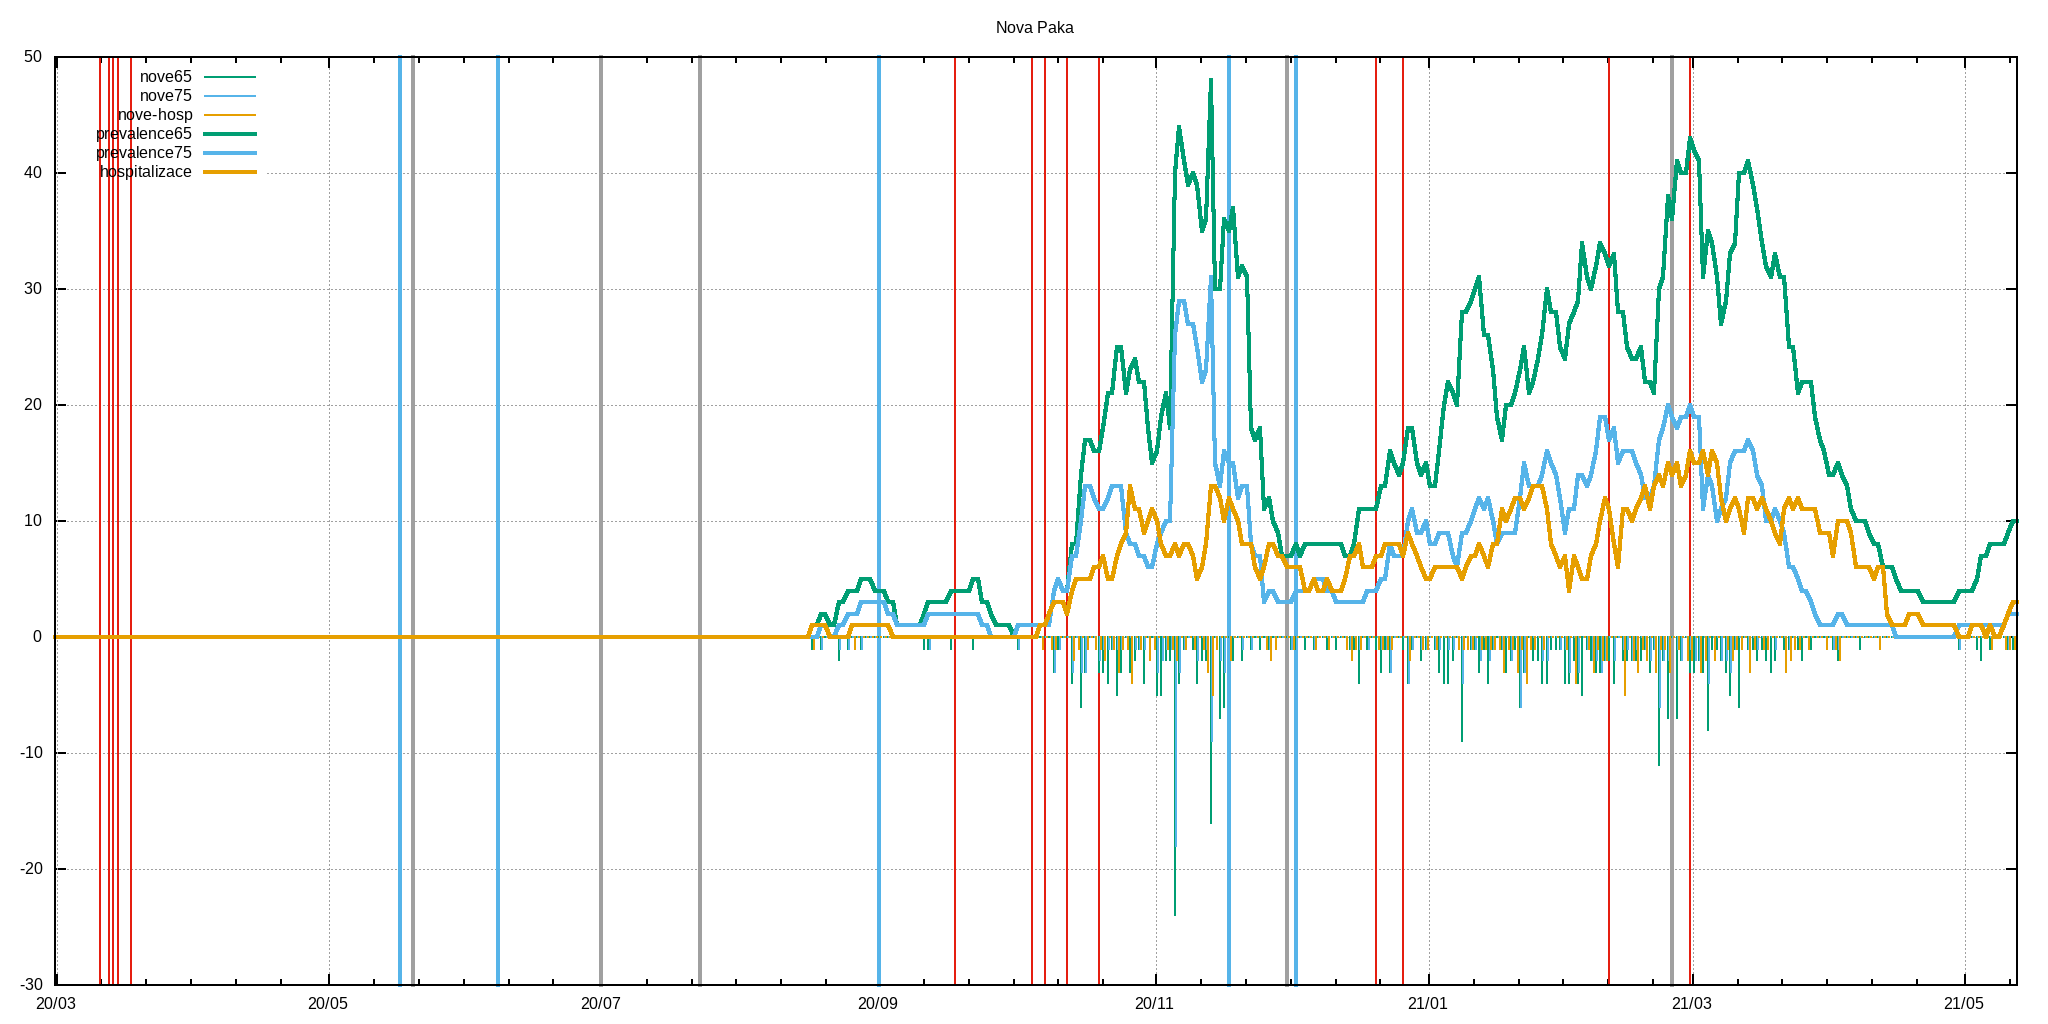 Nova Paka
50
nove65
nove75
nove-hosp
prevalence65
prevalence75
hospitalizace
40
30
20
10
0
-10
-20
-30
20/03 20/05 20/07 20/09 20/11 21/01 21/03 21/05